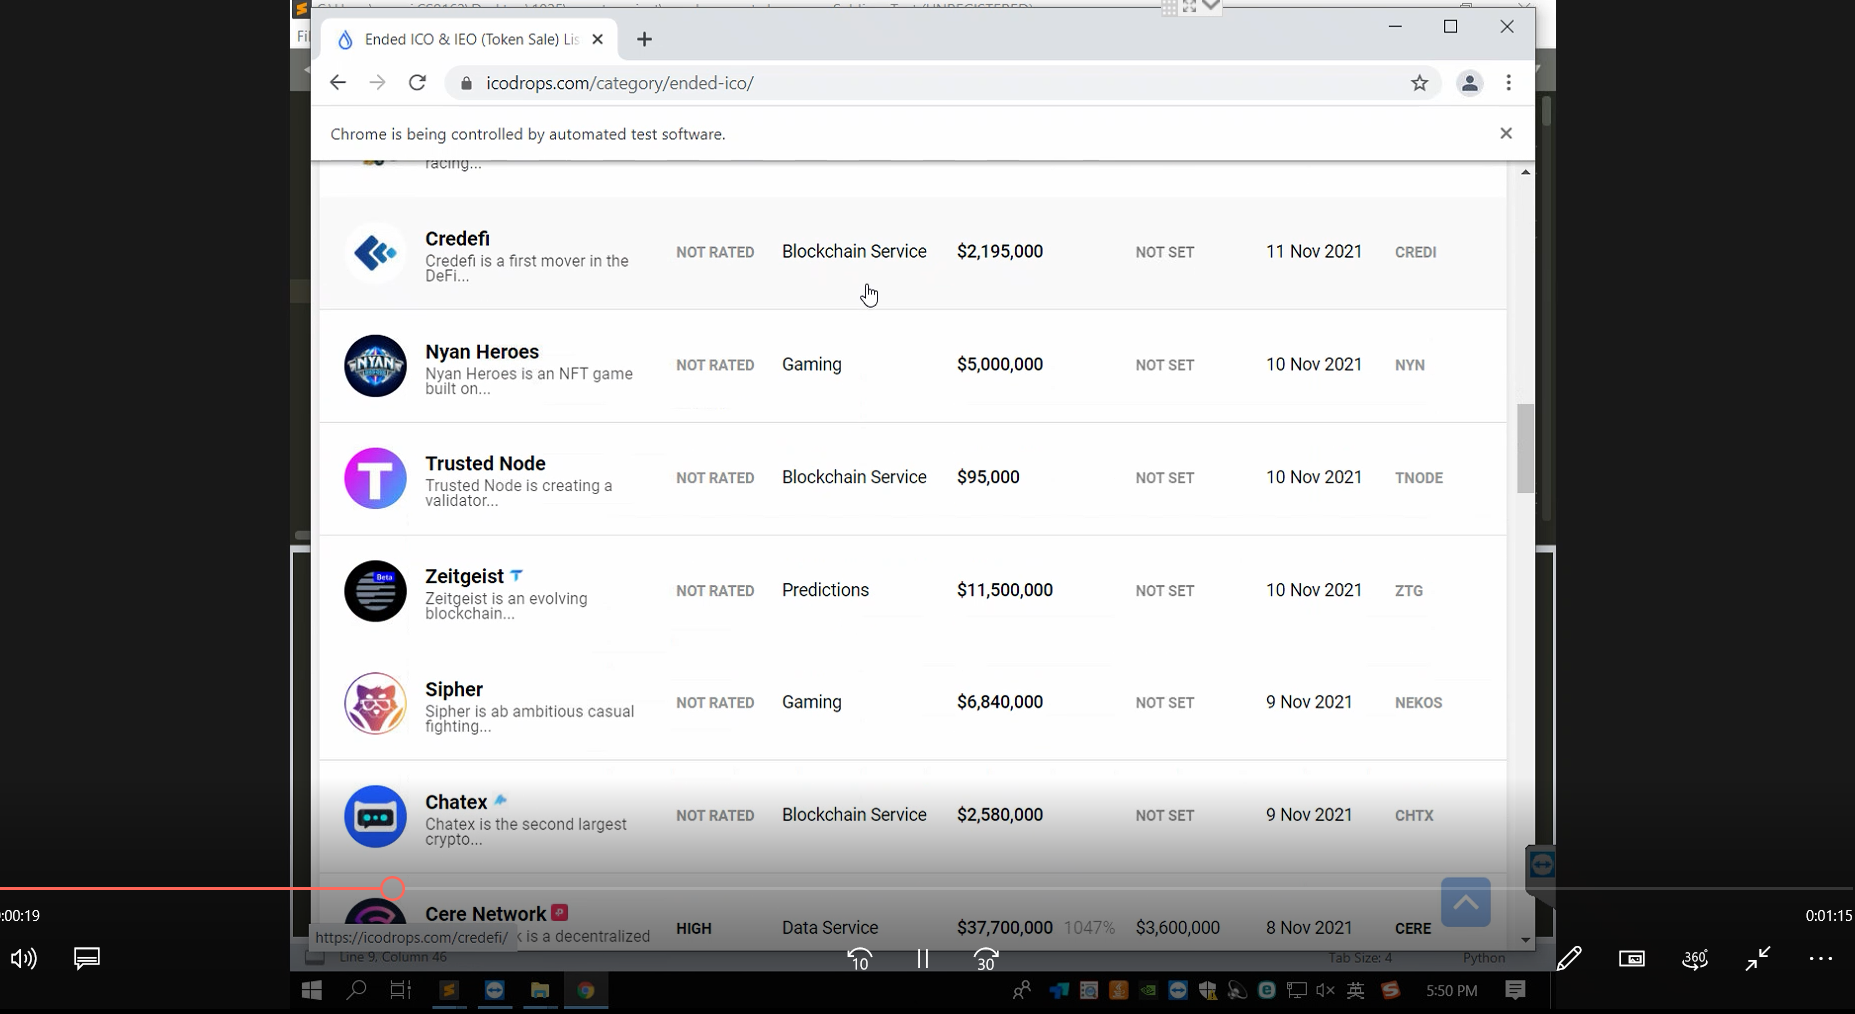 Ended ICO & IEO (Token Sale) Lis
icodrops.com/category/ended-ico/
Chrome is being controlled by automated test software.
racing...
Credefi
Credefi is a first mover in the
DeFi...
NOT RATED Blockchain Service $2,195,000 NOT SET 11 Nov 2021 CREDI
Nyan Heroes
Nyan Heroes is an NFT game
built on...
NOT RATED Gaming $5,000,000 NOT SET 10 Nov 2021 NYN
NYAN
Trusted Node
Trusted Node is creating a
validator...
NOT RATED Blockchain Service $95,000 NOT SET 10 Nov 2021 TNODE
T
Zeitgeist
Zeitgeist is an evolving
blockchain...
NOT RATED Predictions $11,500,000 NOT SET 10 Nov 2021 ZTG
Beta
Sipher
Sipher is ab ambitious casual
fighting...
NOT RATED Gaming $6,840,000 NOT SET 9 Nov 2021 NEKOS
Chatex
Chatex is the second largest
crypto...
NOT RATED Blockchain Service $2,580,000 NOT SET 9 Nov 2021 CHTX
Cere Network
k is a decentralized
HIGH Data Service $37,700,000 1047% $3,600,000 8 Nov 2021 CERE
https://icodrops.com/credefi/
:00:19
0:01:15
Line 9, Column 46
Tab Size: 4 Python
10
30
360°
英
5:50 PM